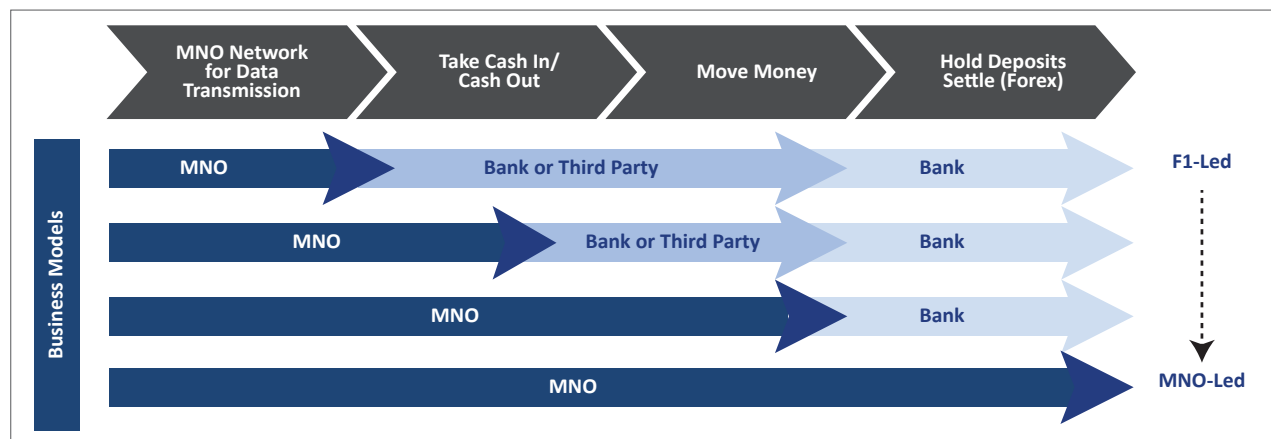 MNO Network
for Data
Transmission
Take Cash In/
Cash Out
Move Money
Hold Deposits
Settle (Forex)
Business Models
MNO
Bank or Third Party
Bank
F1-Led
MNO
Bank or Third Party
Bank
MNO
Bank
MNO
MNO-Led